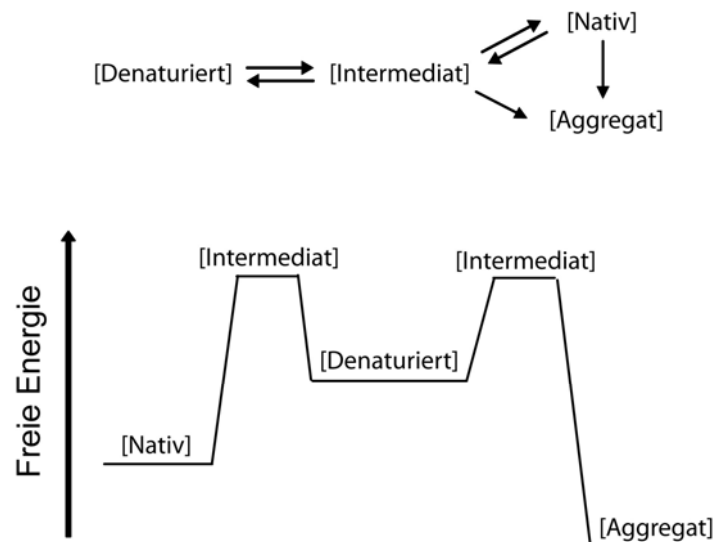 [Nativ]
[Denaturiert] [Intermediat]
[Aggregat]
[Intermediat] [Intermediat]
[Denaturiert]
[Nativ]
[Aggregat]
Freie Energie